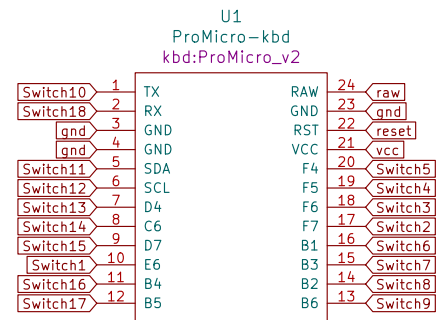 U1
ProMicro-kbd
kbd:ProMicro_v2
Switch10 1 TX RAW 24 raw
Switch18 2 RX GND 23 gnd
gnd 3 GND RST 22 reset
gnd 4 GND VCC 21 vcc
Switch11 5 SDA F4 20 Switch5
Switch12 6 SCL F5 19 Switch4
Switch13 7 D4 F6 18 Switch3
Switch14 8 C6 F7 17 Switch2
Switch15 9 D7 B1 16 Switch6
Switch1 10 E6 B3 15 Switch7
Switch16 11 B4 B2 14 Switch8
Switch17 12 B5 B6 13 Switch9